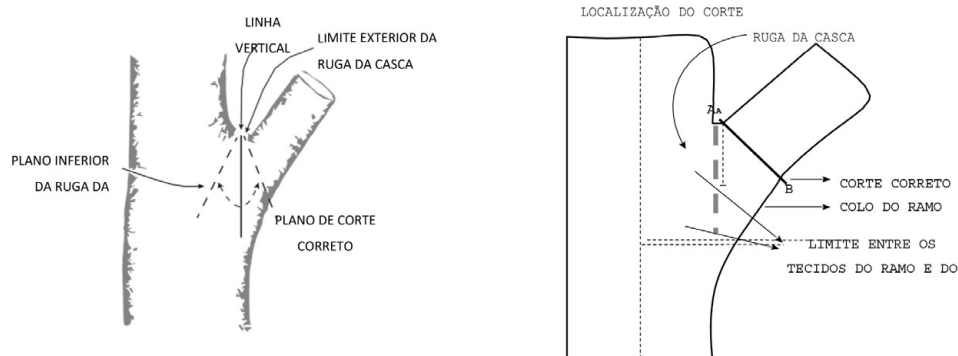 LINHA
VERTICAL
LIMITE EXTERIOR DA
RUGA DA CASCA
PLANO INFERIOR
DA RUGA DA
PLANO DE CORTE
CORRETO
LOCALIZAÇÃO DO CORTE
RUGA DA CASCA
A A
B
CORTE CORRETO
COLO DO RAMO
LIMITE ENTRE OS
TECIDOS DO RAMO E DO